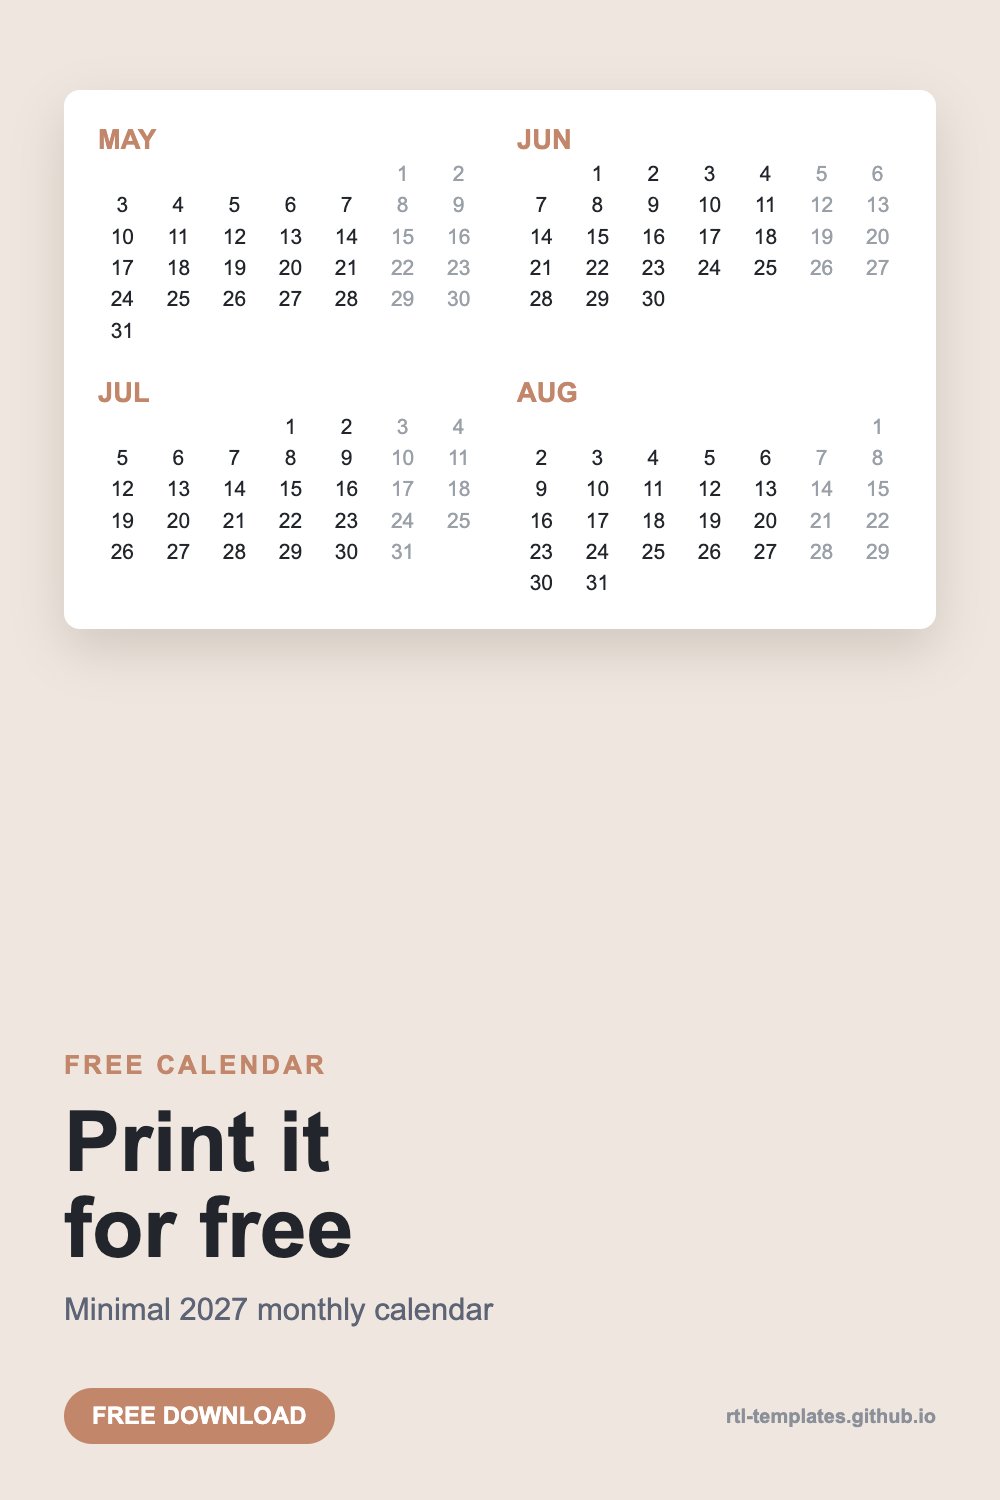 MAY
1 2
3 4 5 6 7 8 9
10 11 12 13 14 15 16
17 18 19 20 21 22 23
24 25 26 27 28 29 30
31
JUN
1 2 3 4 5 6
7 8 9 10 11 12 13
14 15 16 17 18 19 20
21 22 23 24 25 26 27
28 29 30
JUL
1 2 3 4
5 6 7 8 9 10 11
12 13 14 15 16 17 18
19 20 21 22 23 24 25
26 27 28 29 30 31
AUG
1
2 3 4 5 6 7 8
9 10 11 12 13 14 15
16 17 18 19 20 21 22
23 24 25 26 27 28 29
30 31
FREE CALENDAR
Print it
for free
Minimal 2027 monthly calendar
FREE DOWNLOAD
rtl-templates.github.io